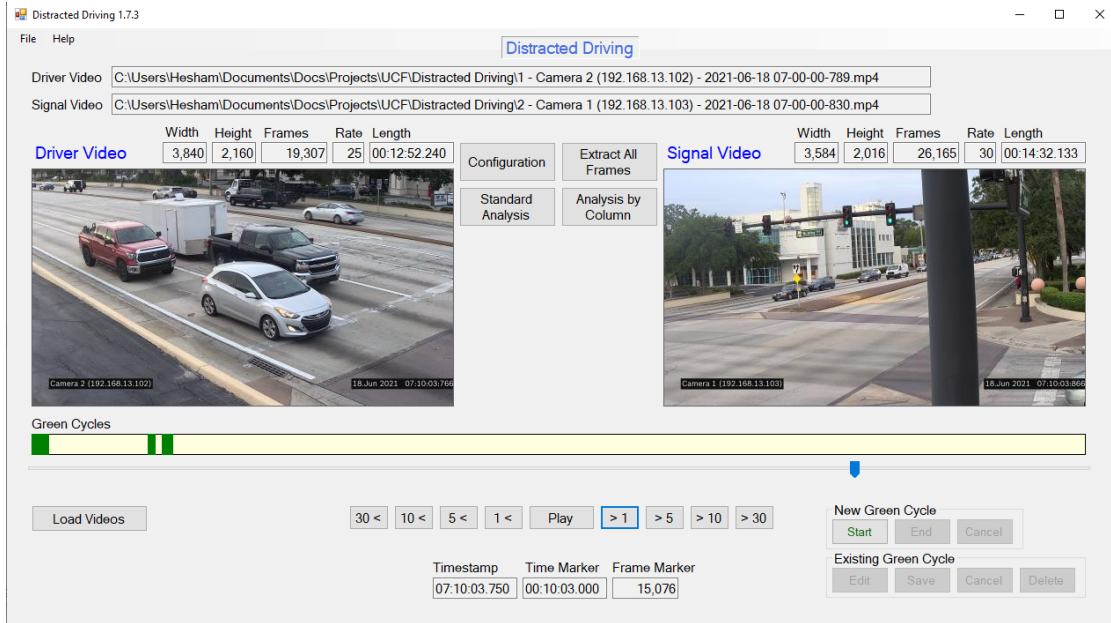 Distracted Driving 1.7.3
File Help
Distracted Driving
Driver Video C:\Users\Hesham\Documents\Docs\Projects\UCF\Distracted Driving\1 - Camera 2 (192.168.13.102) - 2021-06-18 07-00-00-789.mp4
Signal Video C:\Users\Hesham\Documents\Docs\Projects\UCF\Distracted Driving\2 - Camera 1 (192.168.13.103) - 2021-06-18 07-00-00-830.mp4
Width Height Frames Rate Length
Driver Video 3,840 2,160 19,307 25 00:12:52.240
Configuration
Extract All
Frames
Standard
Analysis
Analysis by
Column
Width Height Frames Rate Length
Signal Video 3,584 2,016 26,165 30 00:14:32.133
Camera 2 (192.168.13.102) 18.Jun 2021 07:10:03:766
Camera 1 (192.168.13.103) 18.Jun 2021 07:10:03:866
Green Cycles
Load Videos
30 < 10 < 5 < 1 < Play > 1 > 5 > 10 > 30
Timestamp Time Marker Frame Marker
07:10:03.750 00:10:03.000 15,076
New Green Cycle
Start End Cancel
Existing Green Cycle
Edit Save Cancel Delete